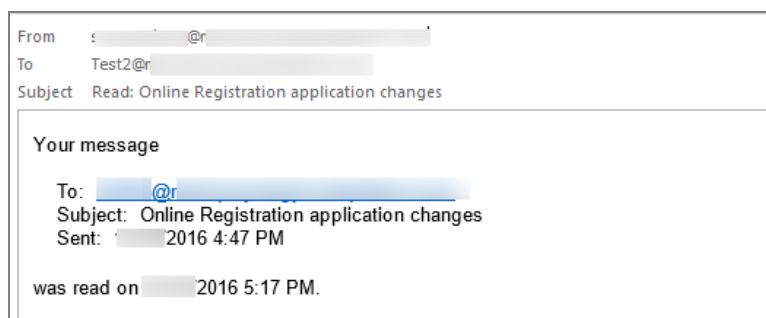 From @
To Test2@
Subject Read: Online Registration application changes
Your message
To: @
Subject: Online Registration application changes
Sent: 2016 4:47 PM
was read on 2016 5:17 PM.